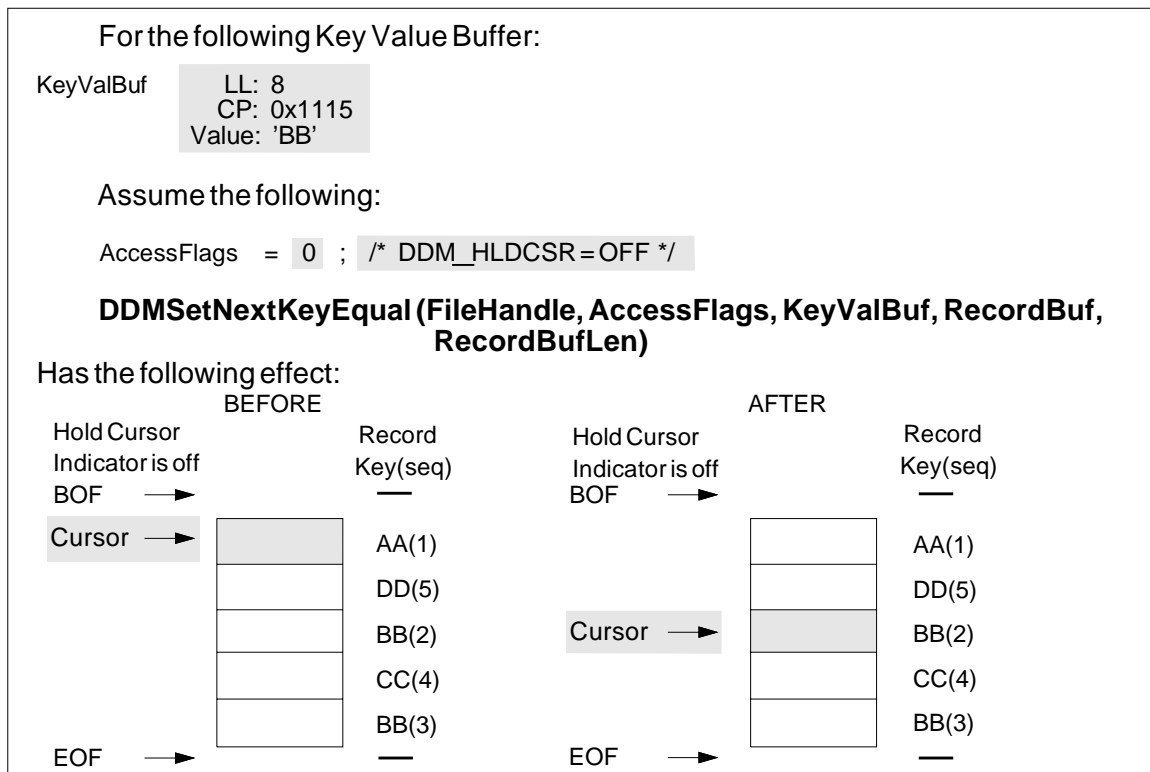 For the following Key Value Buffer:
KeyValBuf LL: 8
CP: 0x1115
Value: ’BB’
Assume the following:
AccessFlags = 0 ; /* DDM_HLDCSR=OFF */
DDMSetNextKeyEqual (FileHandle, AccessFlags, KeyValBuf, RecordBuf,
RecordBufLen)
Has the following effect:
BEFORE AFTER
Hold Cursor Record Hold Cursor Record
Indicator is off Key(seq) Indicator is off Key(seq)
BOF — BOF —
Cursor AA(1) AA(1)
DD(5) DD(5)
BB(2) Cursor BB(2)
CC(4) CC(4)
BB(3) BB(3)
EOF — EOF —